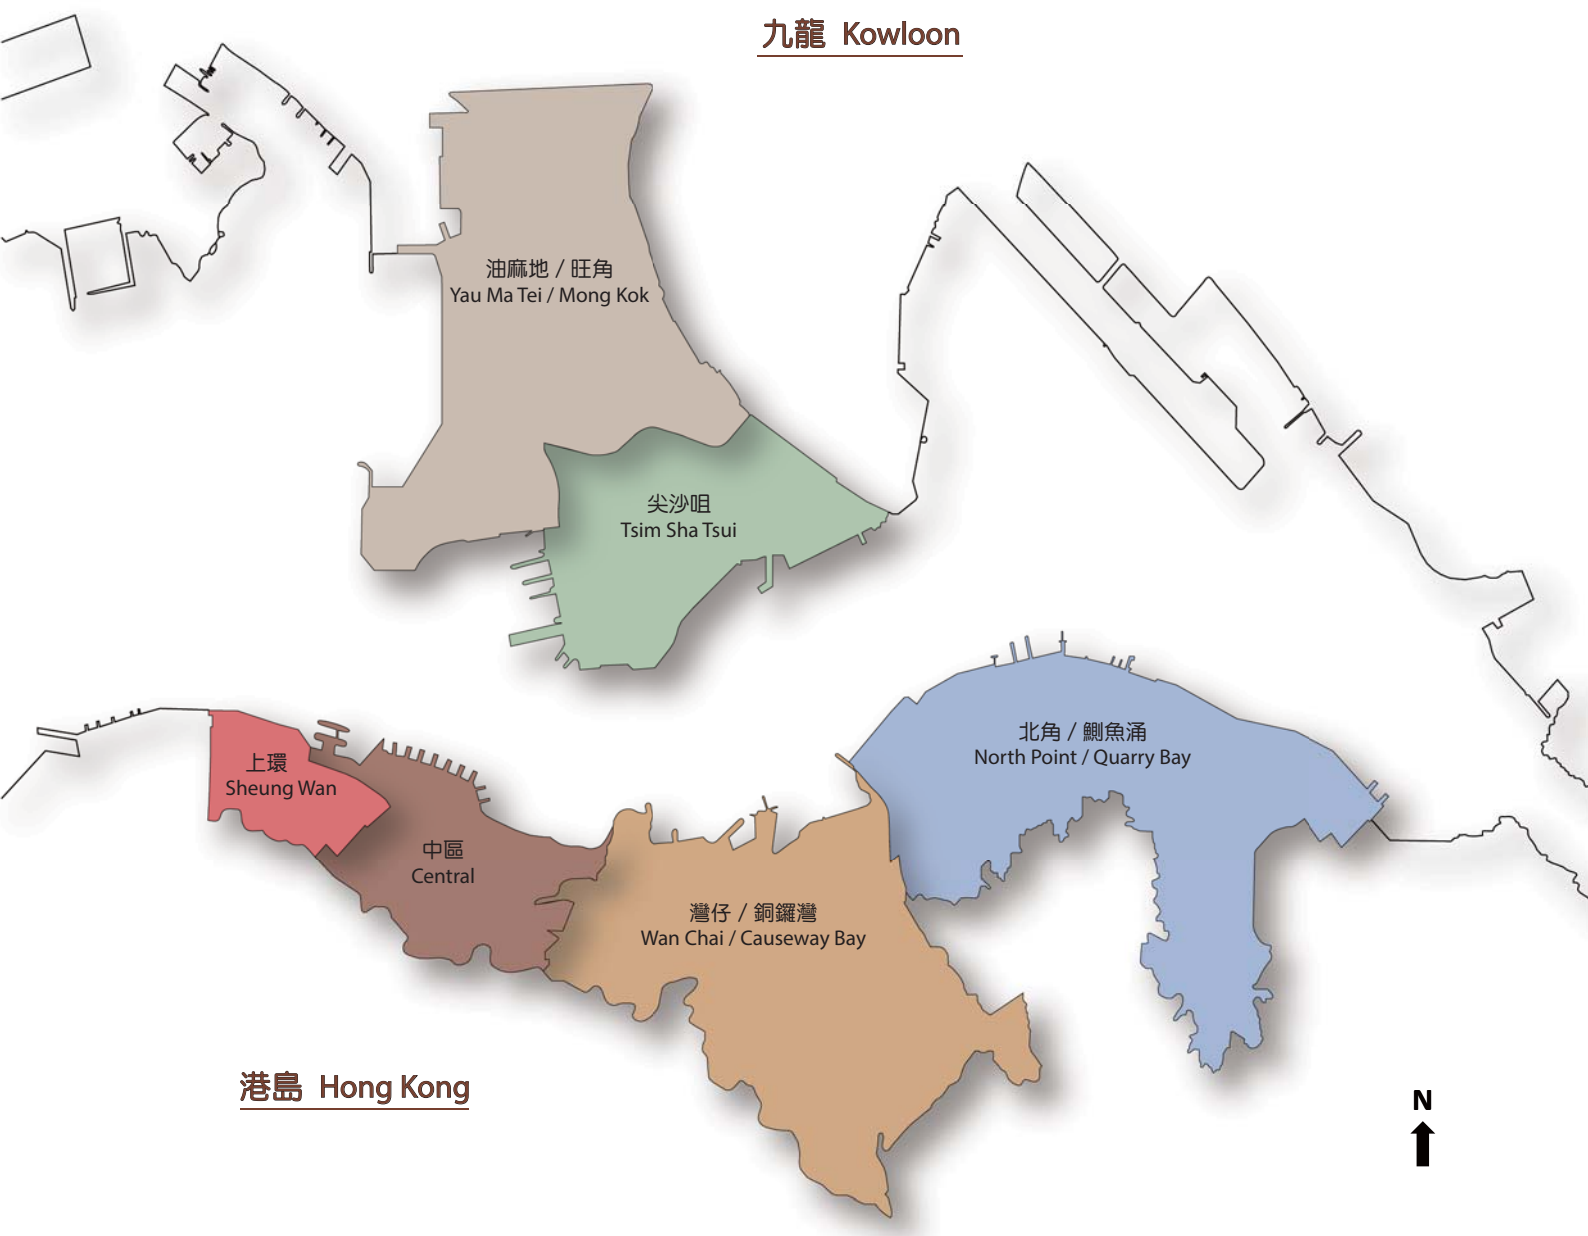 九龍 Kowloon
油麻地 / 旺角
Yau Ma Tei / Mong Kok
尖沙咀
Tsim Sha Tsui
北角 / 鰂魚涌
North Point / Quarry Bay
上環
Sheung Wan
中區
Central
灣仔 / 銅鑼灣
Wan Chai / Causeway Bay
港島 Hong Kong
N